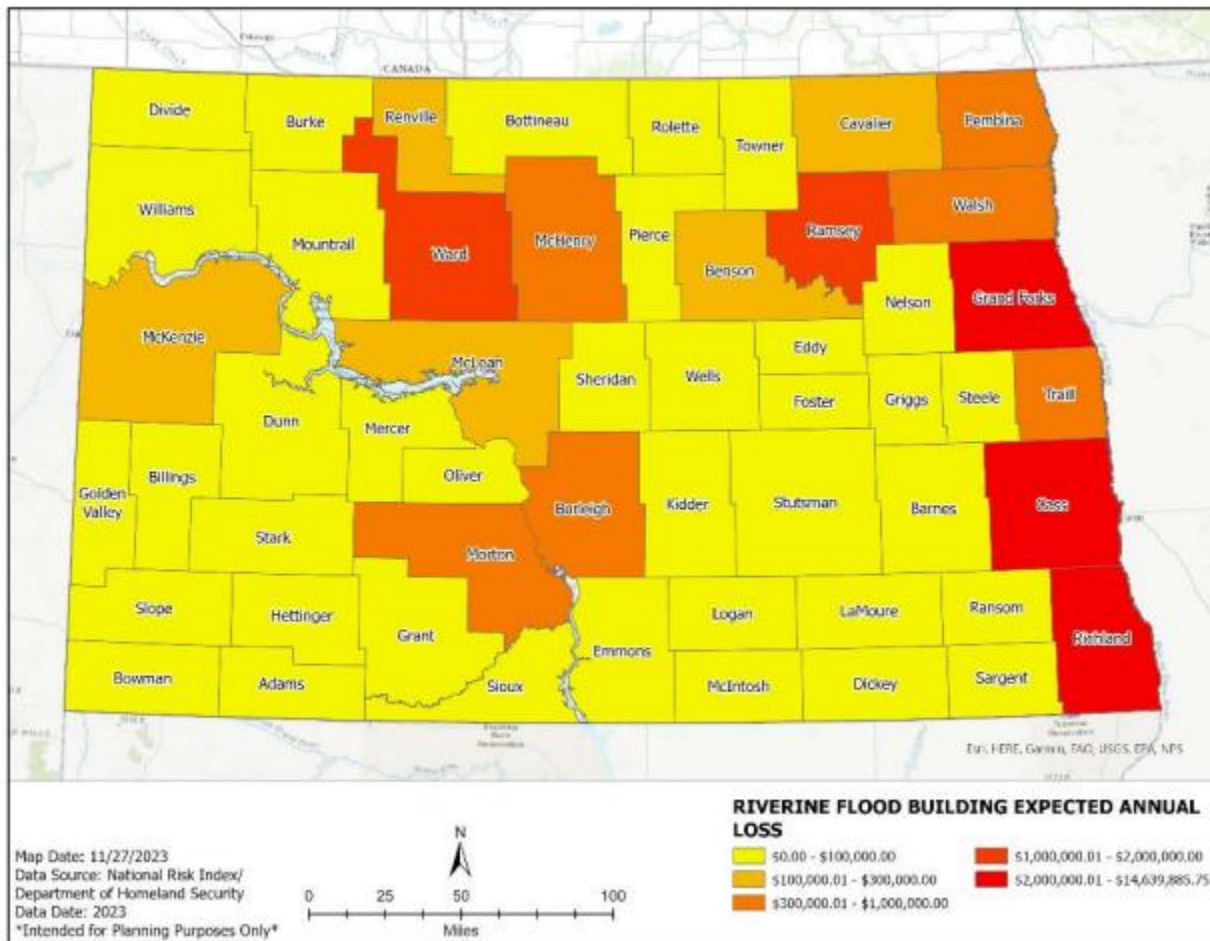 CANADA
Divide
Burke
Renville
Bottineau
Rolette
Towner
Cavalier
Pembina
Williams
Mountrail
Ward
McHenry
Pierce
Benson
Ramsey
Walsh
Nelson
Grand Forks
McKenzie
McLean
Sheridan
Wells
Eddy
Foster
Griggs
Steele
Traill
Dunn
Mercer
Oliver
Golden
Valley
Billings
Stark
Morton
Burleigh
Kidder
Stutsman
Barnes
Cass
Slope
Hettinger
Grant
Sioux
Emmons
Logan
LaMoure
Ransom
Richland
Bowman
Adams
McIntosh
Dickey
Sargent
Esri, HERE, Garmin, FAO, USGS, EPA, NPS
RIVERINE FLOOD BUILDING EXPECTED ANNUAL
LOSS
$0.00 - $100,000.00
$100,000.01 - $300,000.00
$300,000.01 - $1,000,000.00
$1,000,000.01 - $2,000,000.00
$2,000,000.01 - $14,639,885.75
Map Date: 11/27/2023
Data Source: National Risk Index/
Department of Homeland Security
Data Date: 2023
*Intended for Planning Purposes Only*
N
0 25 50 100
Miles